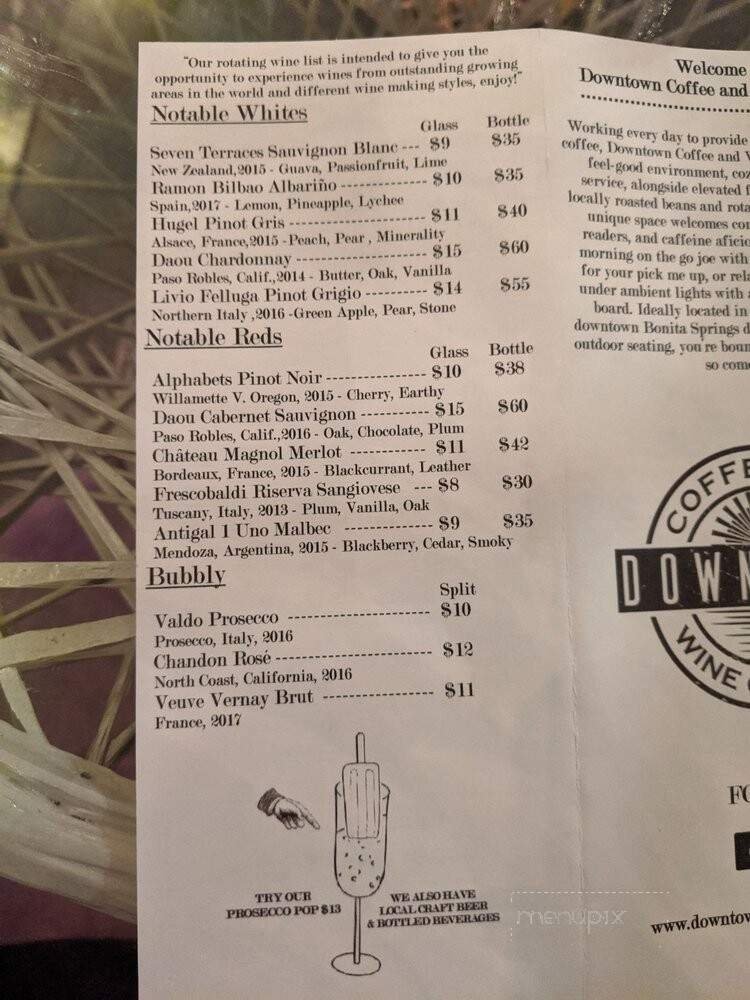 "Our rotating wine list is intended to give you the
opportunity to experience wines from outstanding growing
areas in the world and different wine making styles, enjoy!"
Notable Whites
Glass Bottle
Seven Terraces Sauvignon Blanc --- $9 $35
New Zealand,2015 - Guava, Passionfruit, Lime
Ramon Bilbao Albariño -------------- $10 $35
Spain,2017 - Lemon, Pineapple, Lychee
Hugel Pinot Gris ---------------------- $11 $40
Alsace, France,2015 -Peach, Pear , Minerality
Daou Chardonnay --------------------- $15 $60
Paso Robles, Calif.,2014 - Butter, Oak, Vanilla
Livio Felluga Pinot Grigio ---------- $14 $55
Northern Italy ,2016 -Green Apple, Pear, Stone
Notable Reds
Glass Bottle
Alphabets Pinot Noir ---------------- $10 $38
Willamette V. Oregon, 2015 - Cherry, Earthy
Daou Cabernet Sauvignon ----------- $15 $60
Paso Robles, Calif.,2016 - Oak, Chocolate, Plum
Château Magnol Merlot ------------ $11 $42
Bordeaux, France, 2015 - Blackcurrant, Leather
Frescobaldi Riserva Sangiovese --- $8 $30
Tuscany, Italy, 2013 - Plum, Vanilla, Oak
Antigal 1 Uno Malbec -------------- $9 $35
Mendoza, Argentina, 2015 - Blackberry, Cedar, Smoky
Bubbly
Split
Valdo Prosecco ----------------------- $10
Prosecco, Italy, 2016
Chandon Rosé ------------------------- $12
North Coast, California, 2016
Veuve Vernay Brut ------------------ $11
France, 2017
TRY OUR
PROSECCO POP $13
WE ALSO HAVE
LOCAL CRAFT BEER
& BOTTLED BEVERAGES
Welcome
Downtown Coffee and
Working every day to provide
coffee, Downtown Coffee and
feel-good environment, coz
service, alongside elevated f
locally roasted beans and rota
unique space welcomes co
readers, and caffeine aficio
morning on the go joe with
for your pick me up, or rela
under ambient lights with
board. Ideally located in
downtown Bonita Springs d
outdoor seating, you're boun
so come
COFFE
DOWN
WINE
FO
www.downtow
menupix